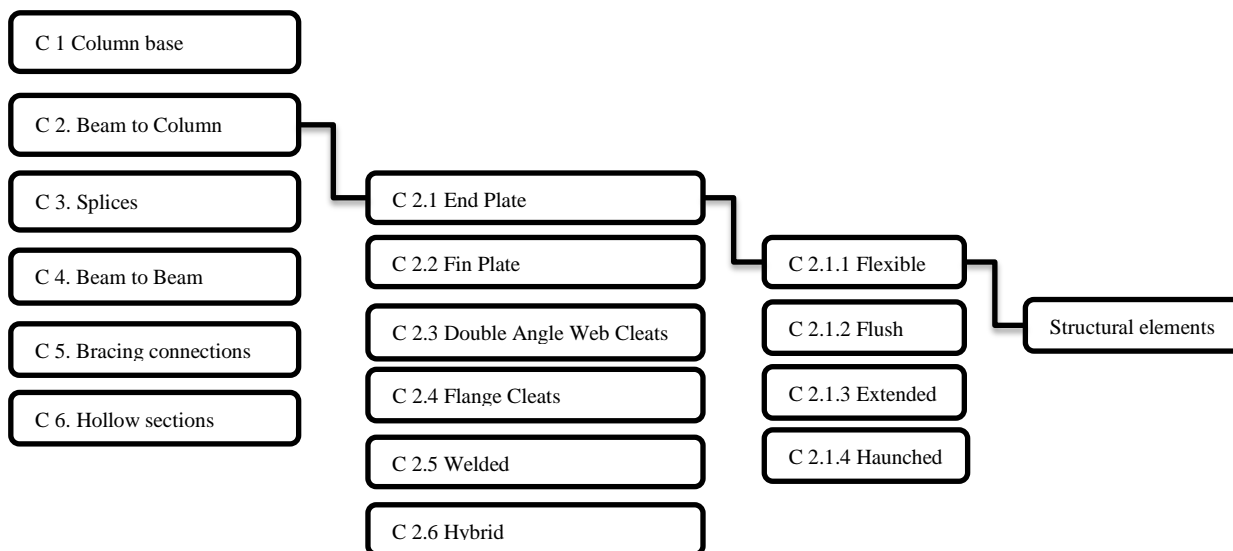 C 1 Column base
C 2. Beam to Column
C 3. Splices
C 4. Beam to Beam
C 5. Bracing connections
C 6. Hollow sections
C 2.1 End Plate
C 2.2 Fin Plate
C 2.3 Double Angle Web Cleats
C 2.4 Flange Cleats
C 2.5 Welded
C 2.6 Hybrid
C 2.1.1 Flexible
C 2.1.2 Flush
C 2.1.3 Extended
C 2.1.4 Haunched
Structural elements